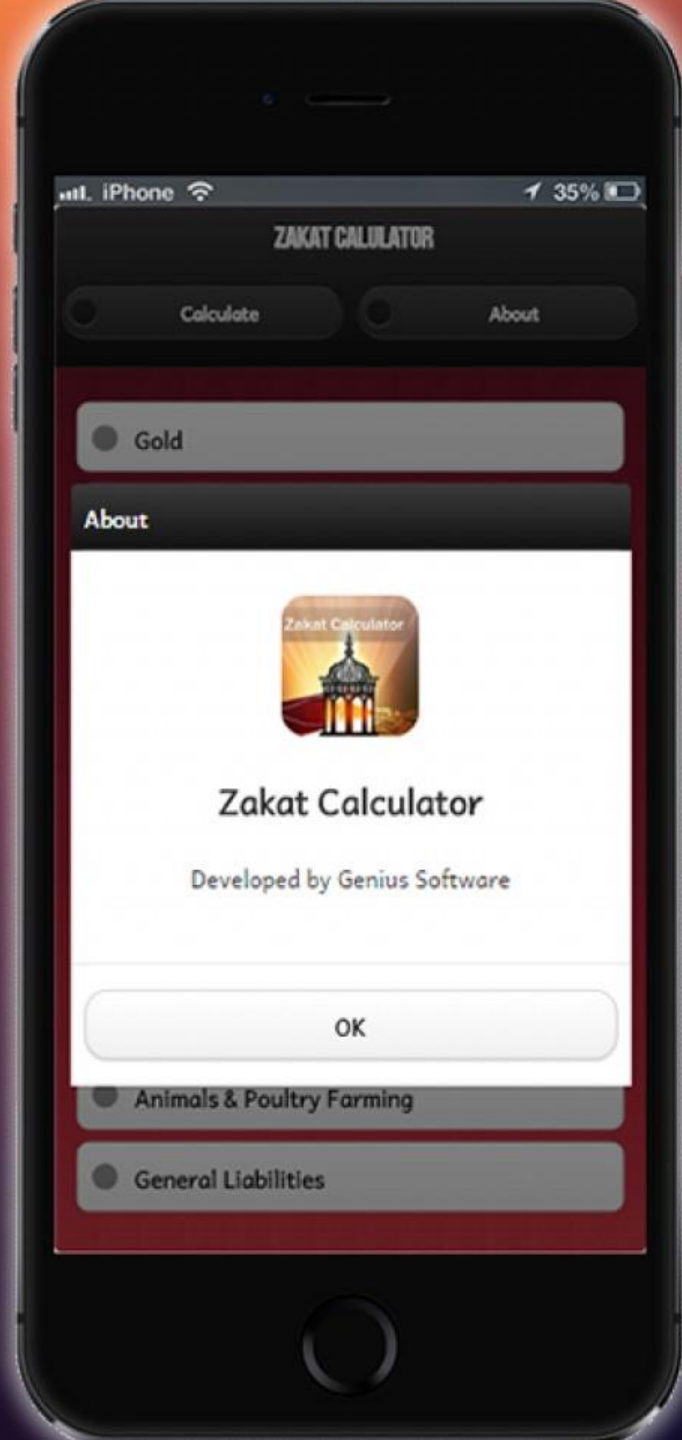 iPhone 35%
ZAKAT CALULATOR
Calculate About
Gold
About
Zakat Calculator
Zakat Calculator
Developed by Genius Software
OK
Animals & Poultry Farming
General Liabilities